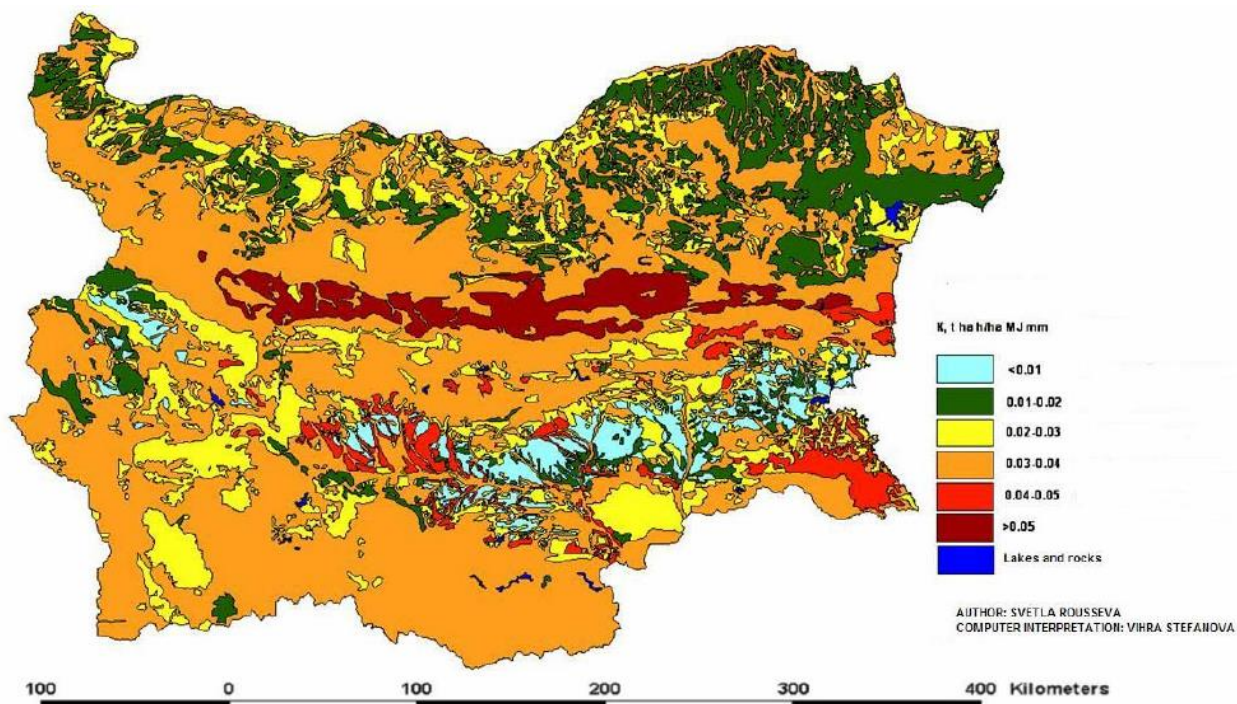 K, t ha h/ha MJ mm
<0.01
0.01-0.02
0.02-0.03
0.03-0.04
0.04-0.05
>0.05
Lakes and rocks
AUTHOR: SVETLA ROUSSEVA
COMPUTER INTERPRETATION: VIHRA STEFANOVA
100 0 100 200 300 400 Kilometers